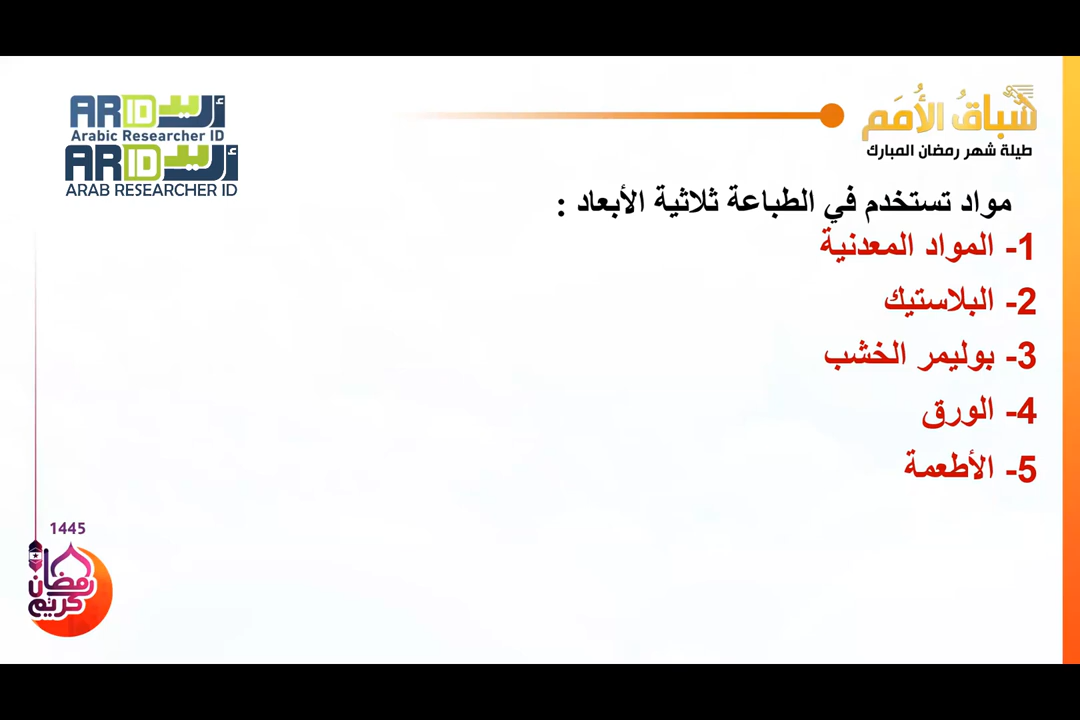 أريد ARID
Arabic Researcher ID
أريد ARID
ARAB RESEARCHER ID
سباقُ الأُمَم
طيلة شهر رمضان المبارك
مواد تستخدم في الطباعة ثلاثية الأبعاد :
1- المواد المعدنية
2- البلاستيك
3- بوليمر الخشب
4- الورق
5- الأطعمة
1445
رمضان
كريم